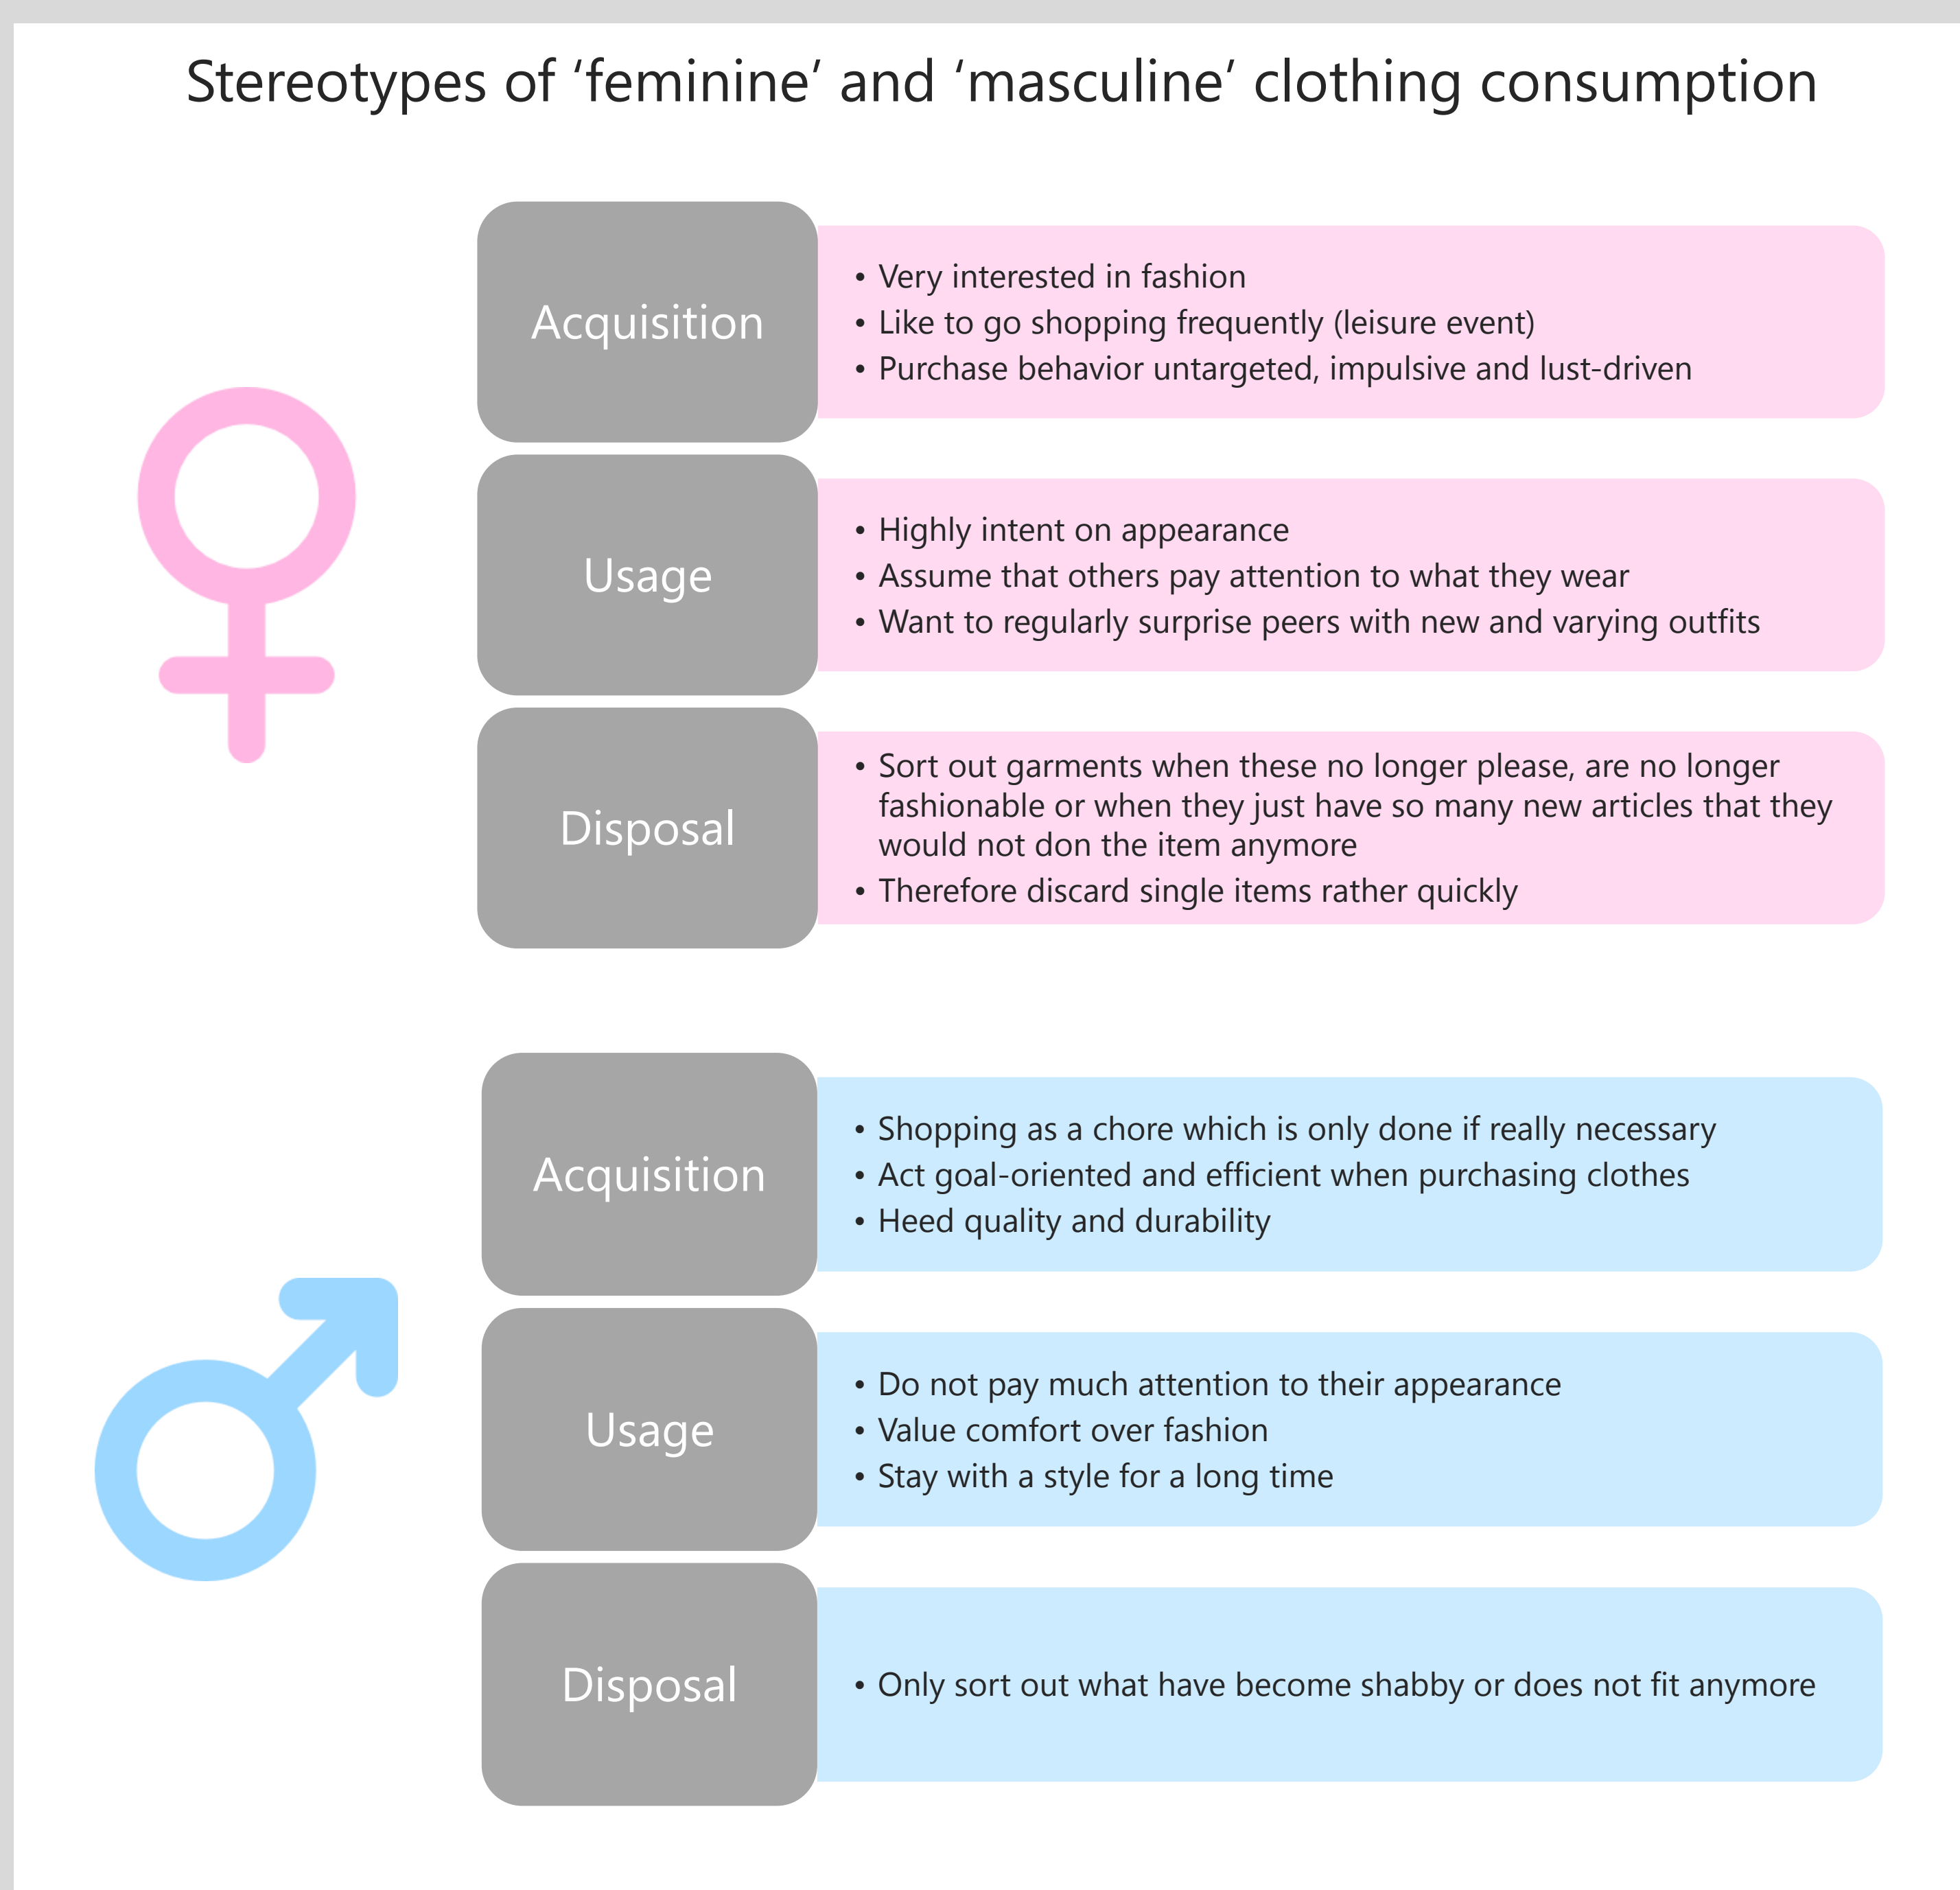 Stereotypes of ‘feminine’ and ‘masculine‘ clothing consumption
Acquisition
• Very interested in fashion
• Like to go shopping frequently (leisure event)
• Purchase behavior untargeted, impulsive and lust-driven
Usage
• Highly intent on appearance
• Assume that others pay attention to what they wear
• Want to regularly surprise peers with new and varying outfits
Disposal
• Sort out garments when these no longer please, are no longer
fashionable or when they just have so many new articles that they
would not don the item anymore
• Therefore discard single items rather quickly
Acquisition
• Shopping as a chore which is only done if really necessary
• Act goal-oriented and efficient when purchasing clothes
• Heed quality and durability
Usage
• Do not pay much attention to their appearance
• Value comfort over fashion
• Stay with a style for a long time
Disposal
• Only sort out what have become shabby or does not fit anymore